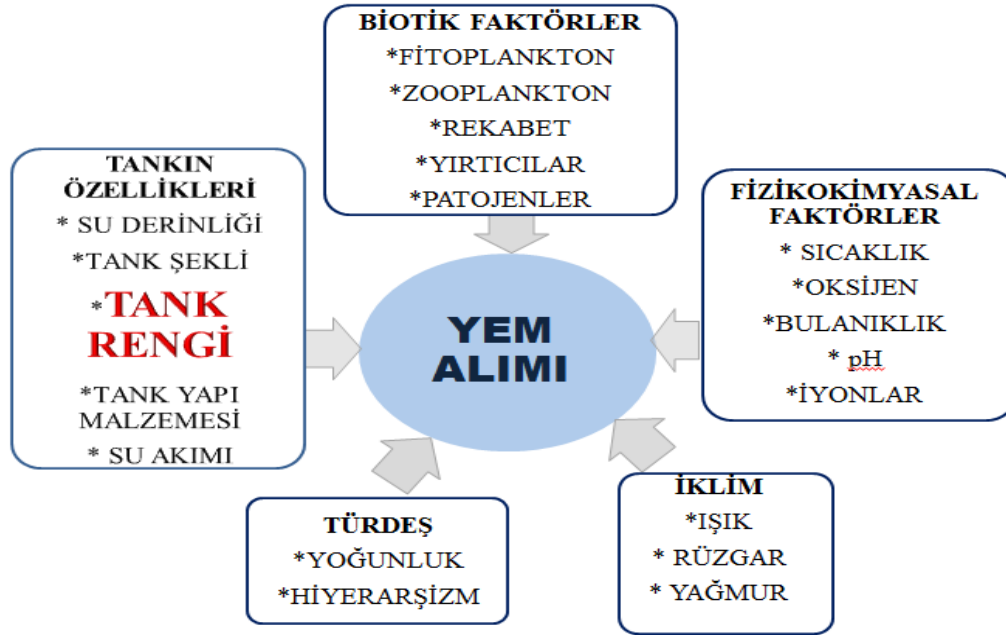 BİOTİK FAKTÖRLER
*FİTOPLANKTON
*ZOOPLANKTON
*REKABET
*YIRTICILAR
*PATOJENLER
TANKIN
ÖZELLİKLERİ
* SU DERİNLİĞİ
*TANK ŞEKLİ
*TANK
RENGİ
*TANK YAPI
MALZEMESİ
* SU AKIMI
YEM
ALIMI
FİZİKOKİMYASAL
FAKTÖRLER
* SICAKLIK
*OKSİJEN
*BULANIKLIK
* pH
*İYONLAR
TÜRDEŞ
*YOĞUNLUK
*HİYERARŞİZM
İKLİM
*IŞIK
* RÜZGAR
* YAĞMUR